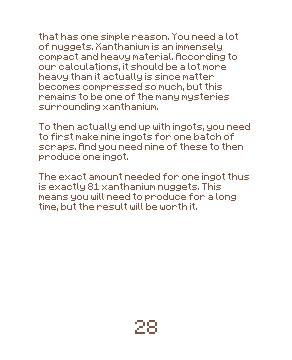 that has one simple reason. You need a lot
of nuggets. Xanthanium is an immensely
compact and heavy material. According to
our calculations, it should be a lot more
heavy than it actually is since matter
becomes compressed so much, but this
remains to be one of the many mysteries
surrounding xanthanium.

To then actually end up with ingots, you need
to first make nine ingots for one batch of
scraps. And you need nine of these to then
produce one ingot.

The exact amount needed for one ingot thus
is exactly 81 xanthanium nuggets. This
means you will need to produce for a long
time, but the result will be worth it.

28